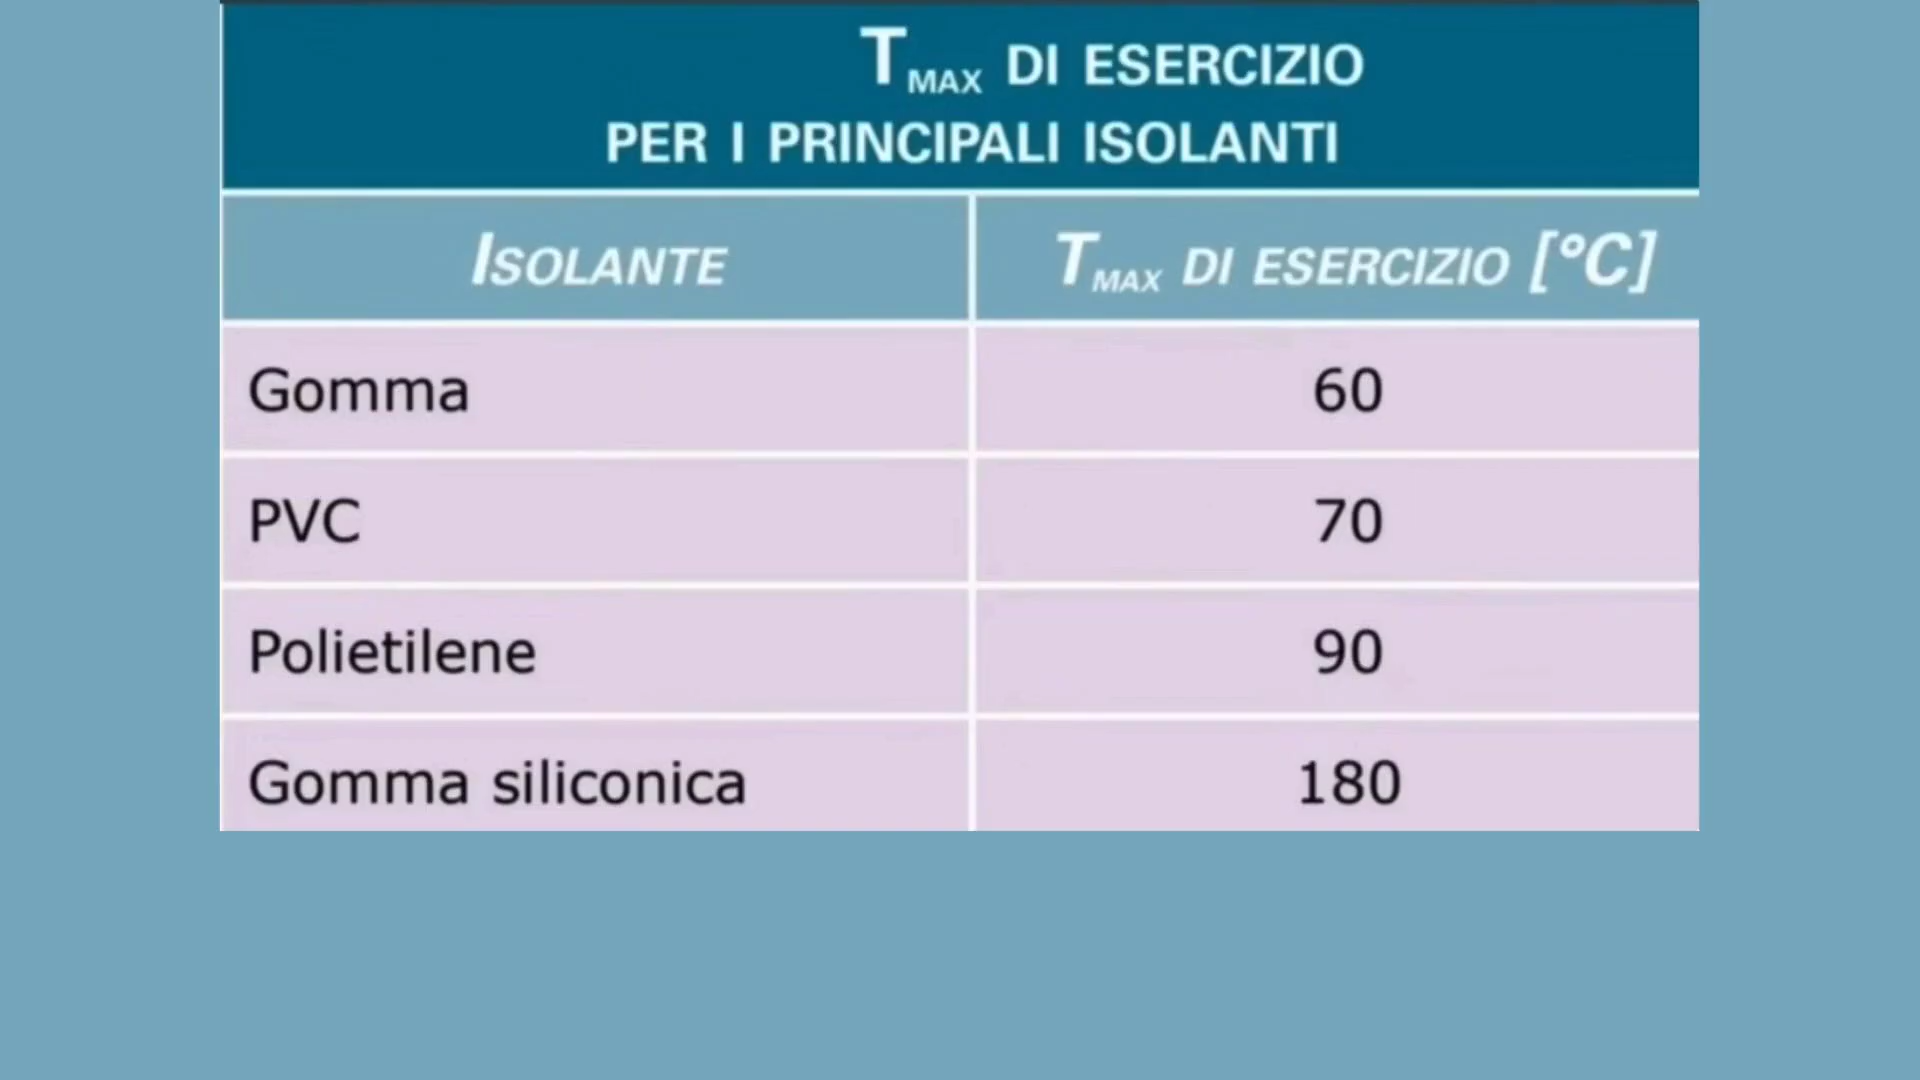 TMAX DI ESERCIZIO
PER I PRINCIPALI ISOLANTI
ISOLANTE TMAX DI ESERCIZIO [°C]
Gomma 60
PVC 70
Polietilene 90
Gomma siliconica 180